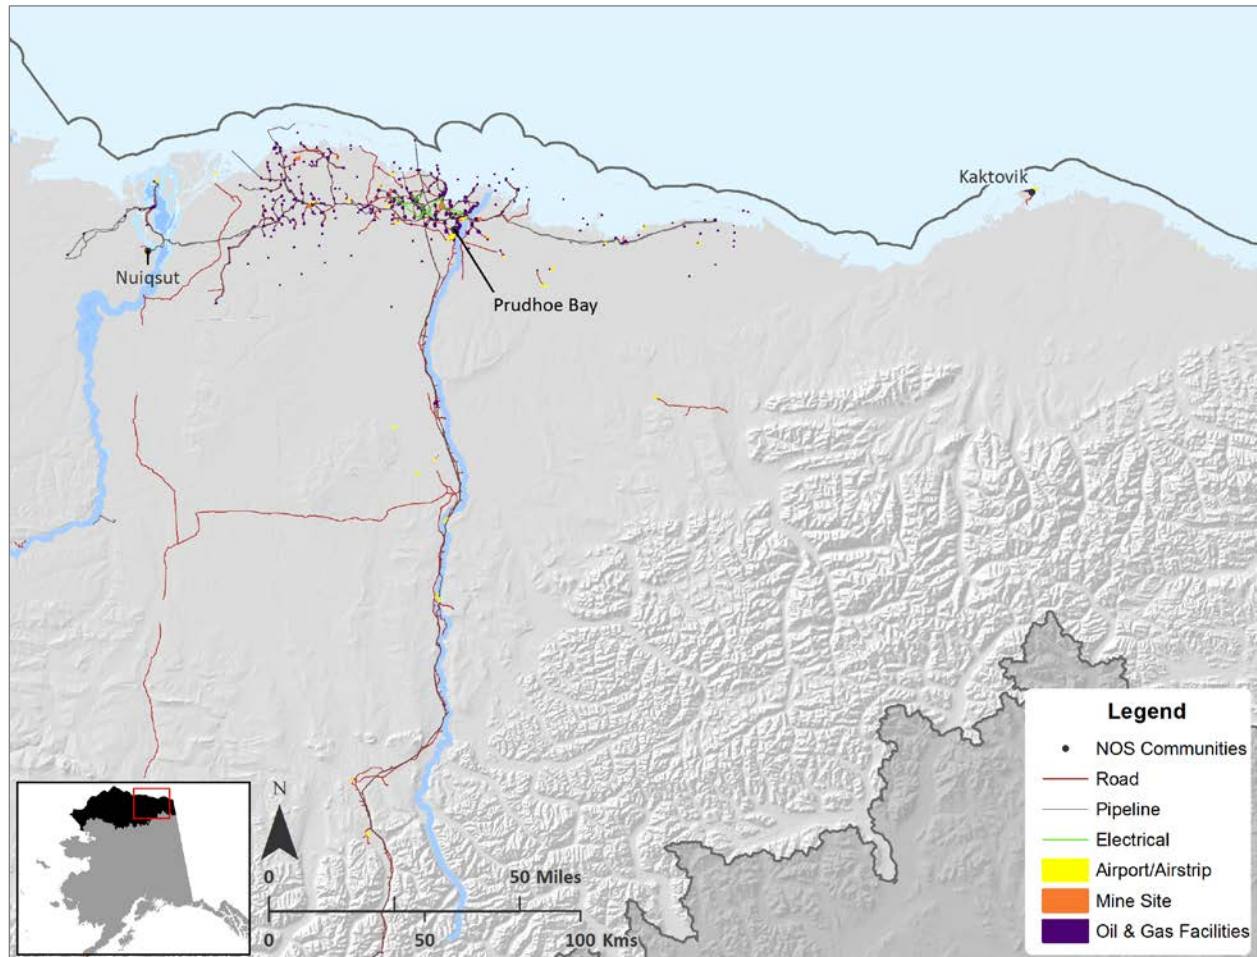 Kaktovik
Nuiqsut
Prudhoe Bay
Legend
NOS Communities
Road
Pipeline
Electrical
Airport/Airstrip
Mine Site
Oil & Gas Facilities
N
0 50 Miles
0 50 100 Kms